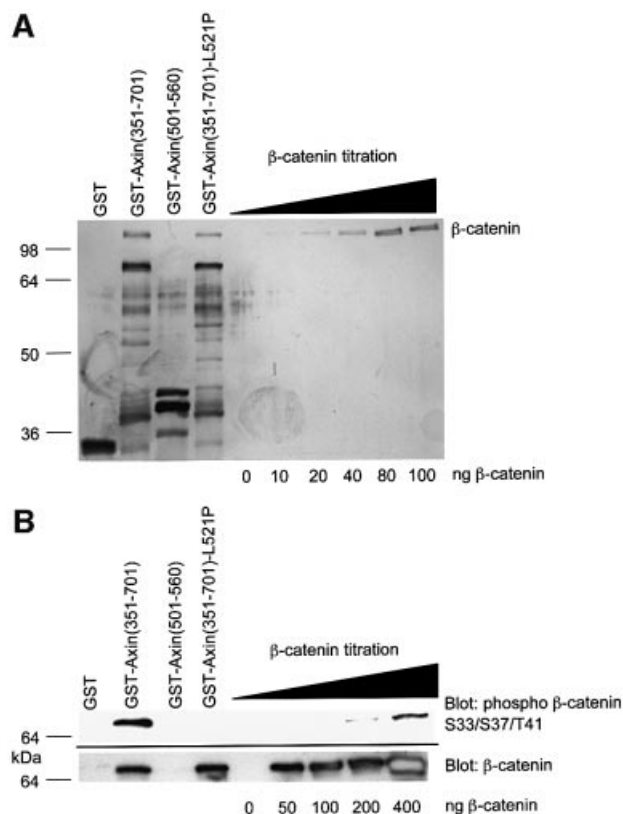 A
GST
GST-Axin(351-701)
GST-Axin(501-560)
GST-Axin(351-701)-L521P
β-catenin titration
β-catenin
98
64
50
36
0 10 20 40 80 100 ng β-catenin
B
GST
GST-Axin(351-701)
GST-Axin(501-560)
GST-Axin(351-701)-L521P
β-catenin titration
Blot: phospho β-catenin
S33/S37/T41
64
kDa
Blot: β-catenin
64
0 50 100 200 400 ng β-catenin